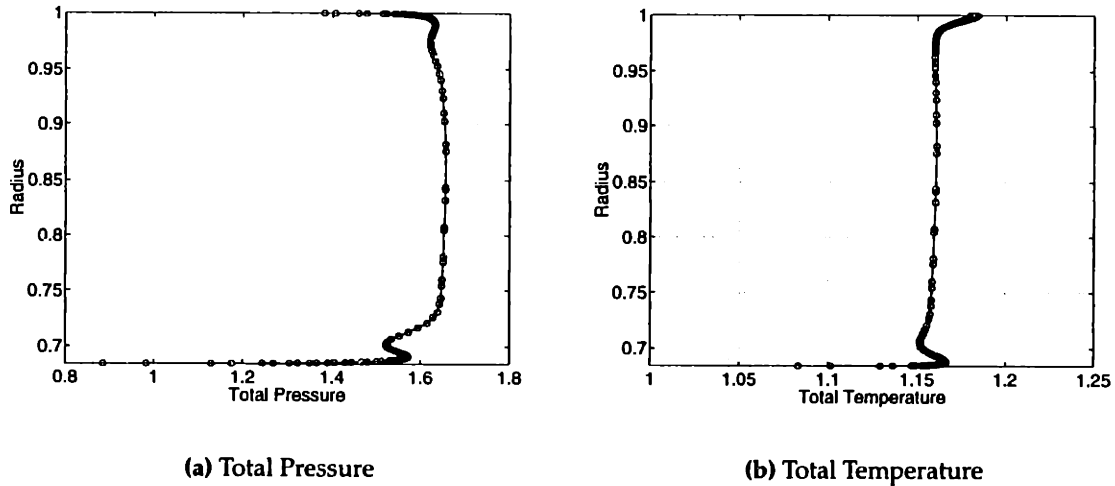 1
0.95
0.9
0.85
0.8
0.75
0.7
Radius
0.8 1 1.2 1.4 1.6 1.8
Total Pressure
(a) Total Pressure
1
0.95
0.9
0.85
0.8
0.75
0.7
Radius
1 1.05 1.1 1.15 1.2 1.25
Total Temperature
(b) Total Temperature